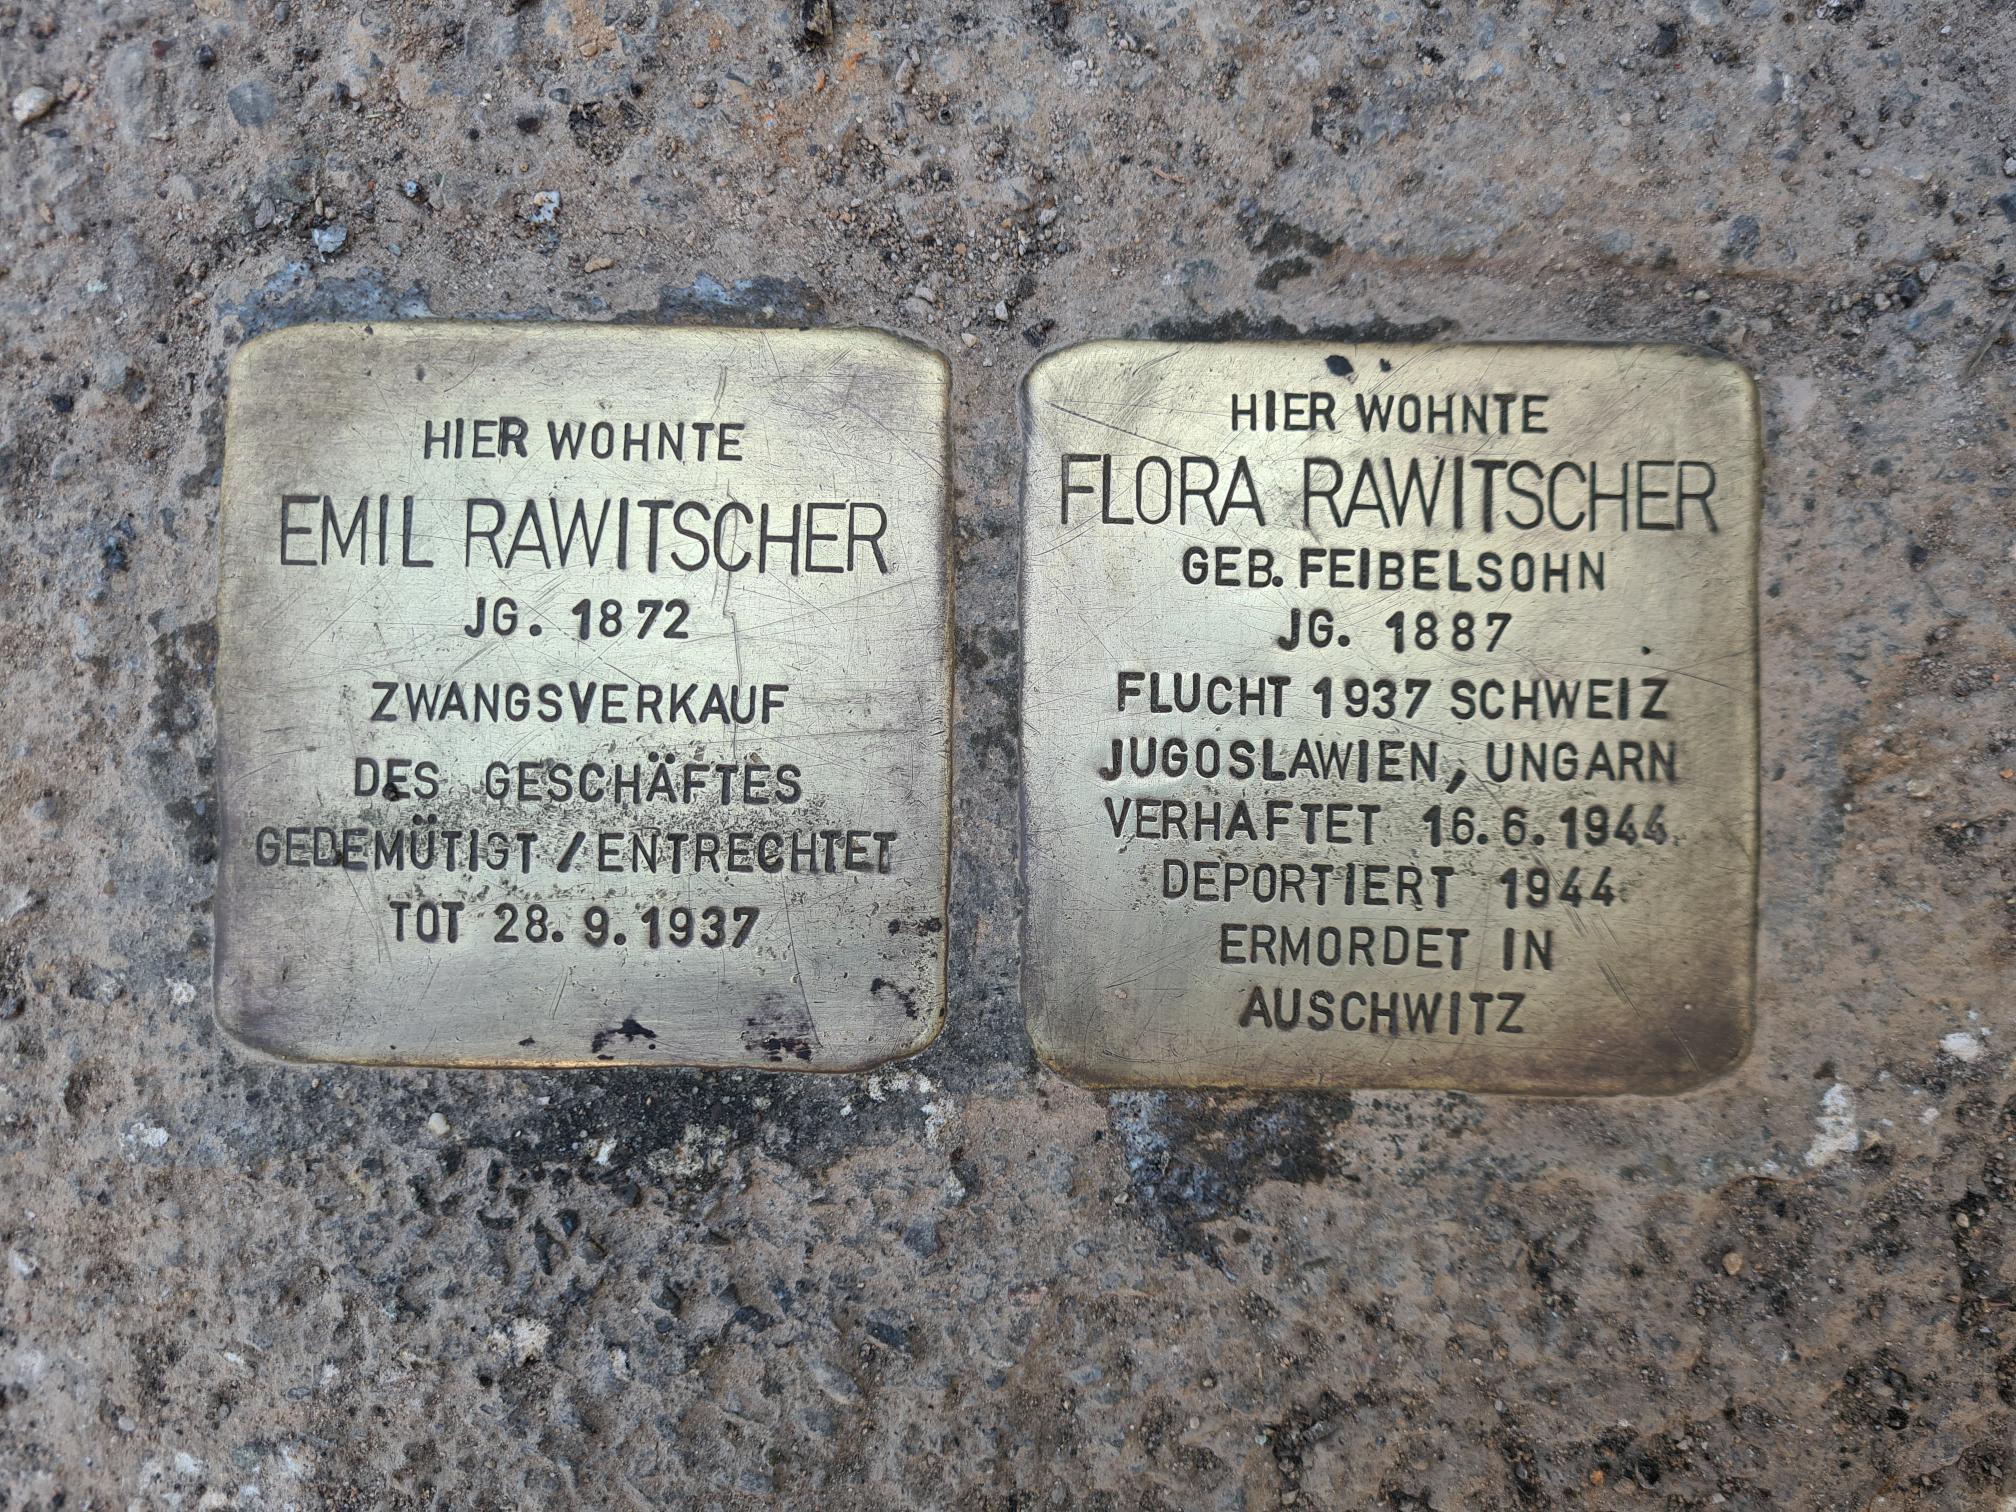 HIER WOHNTE
EMIL RAWITSCHER
JG. 1872
ZWANGSVERKAUF
DES GESCHÄFTES
GEDEMÜTIGT / ENTRECHTET
TOT 28.9.1937
HIER WOHNTE
FLORA RAWITSCHER
GEB. FEIBELSOHN
JG. 1887
FLUCHT 1937 SCHWEIZ
JUGOSLAWIEN, UNGARN
VERHAFTET 16.6.1944
DEPORTIERT 1944
ERMORDET IN
AUSCHWITZ